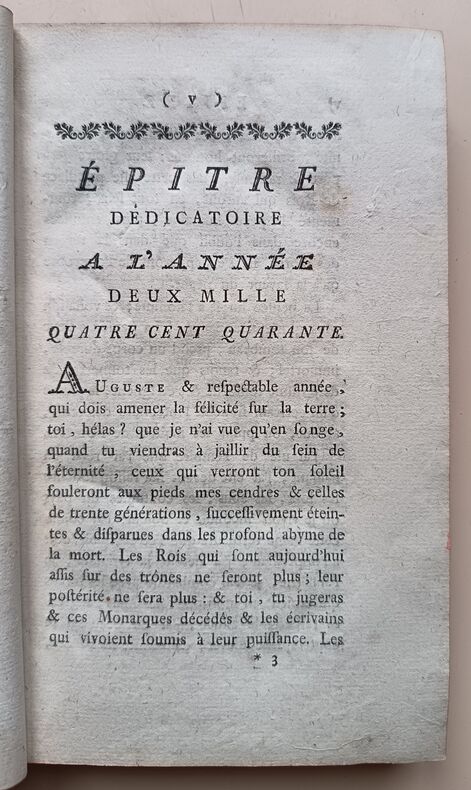 ( v )
ÉPITRE
DÉDICATOIRE
A L'ANNÉE
DEUX MILLE
QUATRE CENT QUARANTE.
AUGUSTE & reſpectable année,
qui dois amener la félicité ſur la terre ;
toi , hélas ? que je n'ai vue qu'en ſonge ,
quand tu viendras à jaillir du ſein de
l'éternité , ceux qui verront ton ſoleil
fouleront aux pieds mes cendres & celles
de trente générations , ſucceſſivement étein-
tes & diſparues dans les profond abyme de
la mort. Les Rois qui ſont aujourd'hui
aſſis ſur des trônes ne ſeront plus ; leur
poſtérité ne ſera plus : & toi , tu jugeras
& ces Monarques décédés & les écrivains
qui vivoient ſoumis à leur puiſſance. Les
* 3